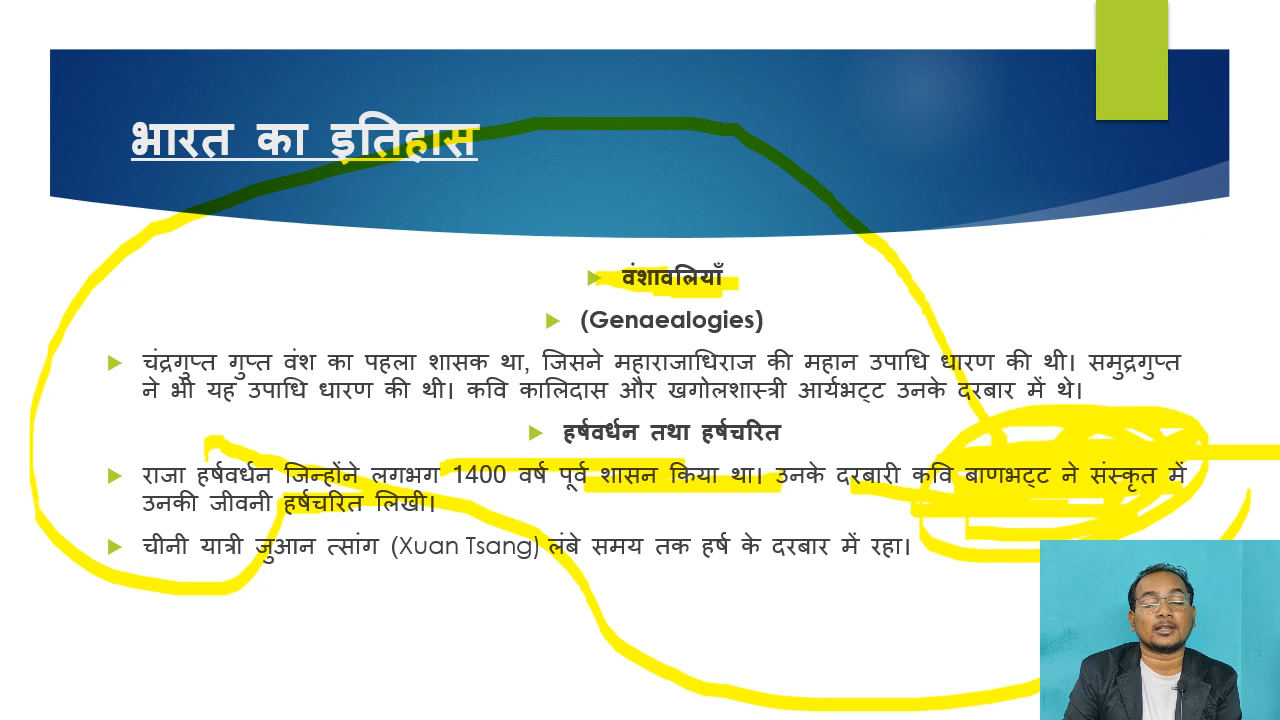 भारत का इतिहास
वंशावलियाँ
(Genaealogies)
चंद्रगुप्त गुप्त वंश का पहला शासक था, जिसने महाराजाधिराज की महान उपाधि धारण की थी। समुद्रगुप्त
ने भी यह उपाधि धारण की थी। कवि कालिदास और खगोलशास्त्री आर्यभट्ट उनके दरबार में थे।
हर्षवर्धन तथा हर्षचरित
राजा हर्षवर्धन जिन्होंने लगभग 1400 वर्ष पूर्व शासन किया था। उनके दरबारी कवि बाणभट्ट ने संस्कृत में
उनकी जीवनी हर्षचरित लिखी।
चीनी यात्री जुआन त्सांग (Xuan Tsang) लंबे समय तक हर्ष के दरबार में रहा।